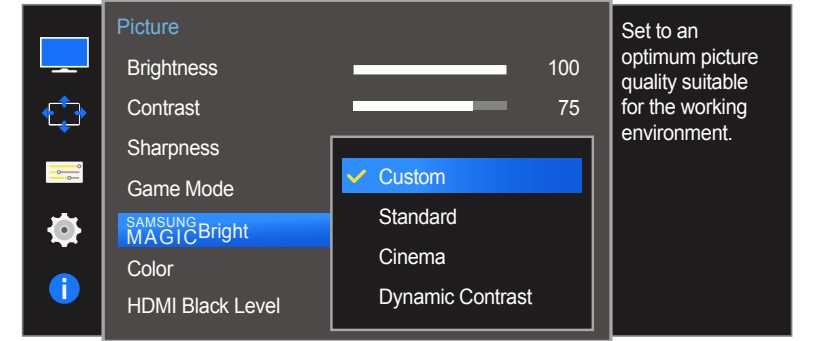 Picture
Brightness 100
Contrast 75
Sharpness
Game Mode
SAMSUNG
MAGICBright
Color
HDMI Black Level
Custom
Standard
Cinema
Dynamic Contrast
Set to an
optimum picture
quality suitable
for the working
environment.
i